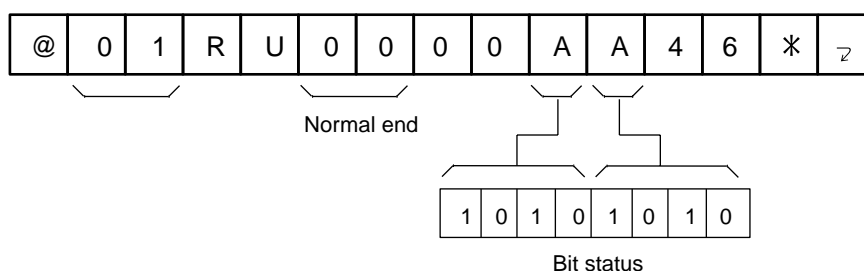 @ 0 1 R U 0 0 0 0 A A 4 6 * ↵
Normal end
1 0 1 0 1 0 1 0
Bit status